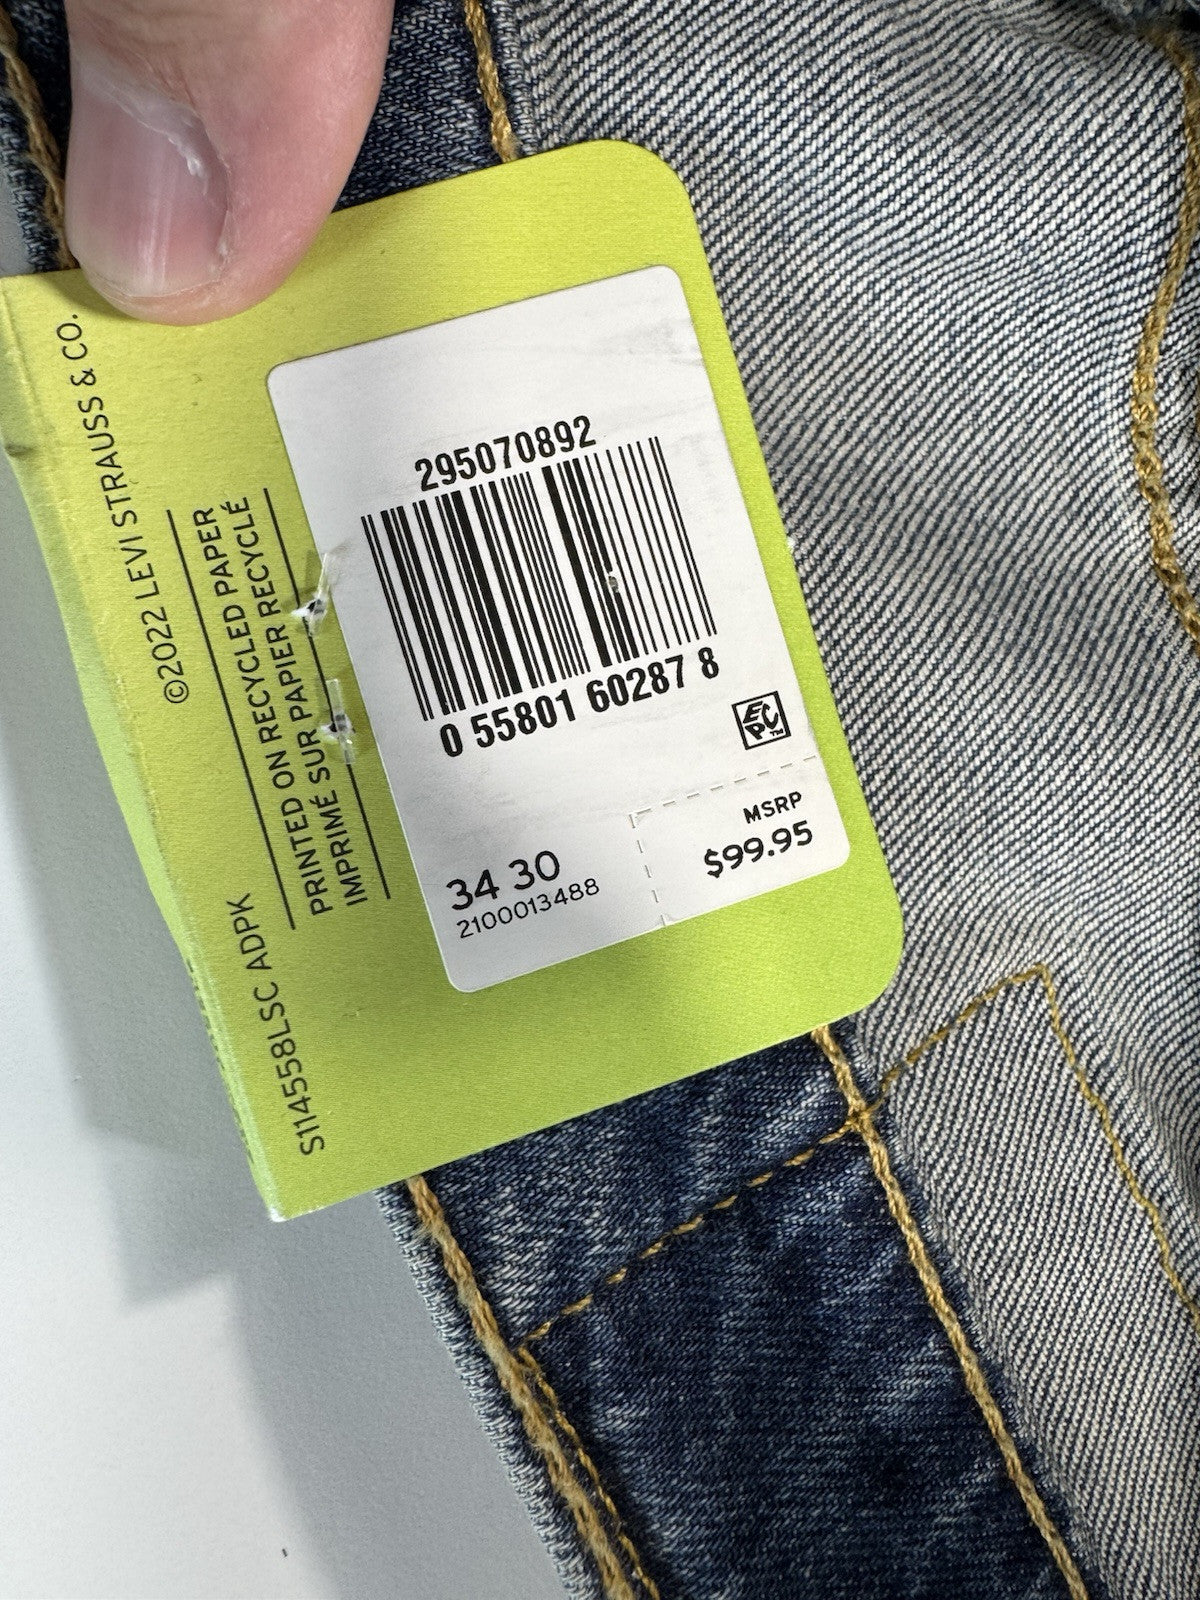 ©2022 LEVI STRAUSS & CO.
PRINTED ON RECYCLED PAPER
IMPRIMÉ SUR PAPIER RECYCLÉ
S114558LSC ADPK
295070892
0 55801 60287 8
EPC™
MSRP
$99.95
34 30
2100013488